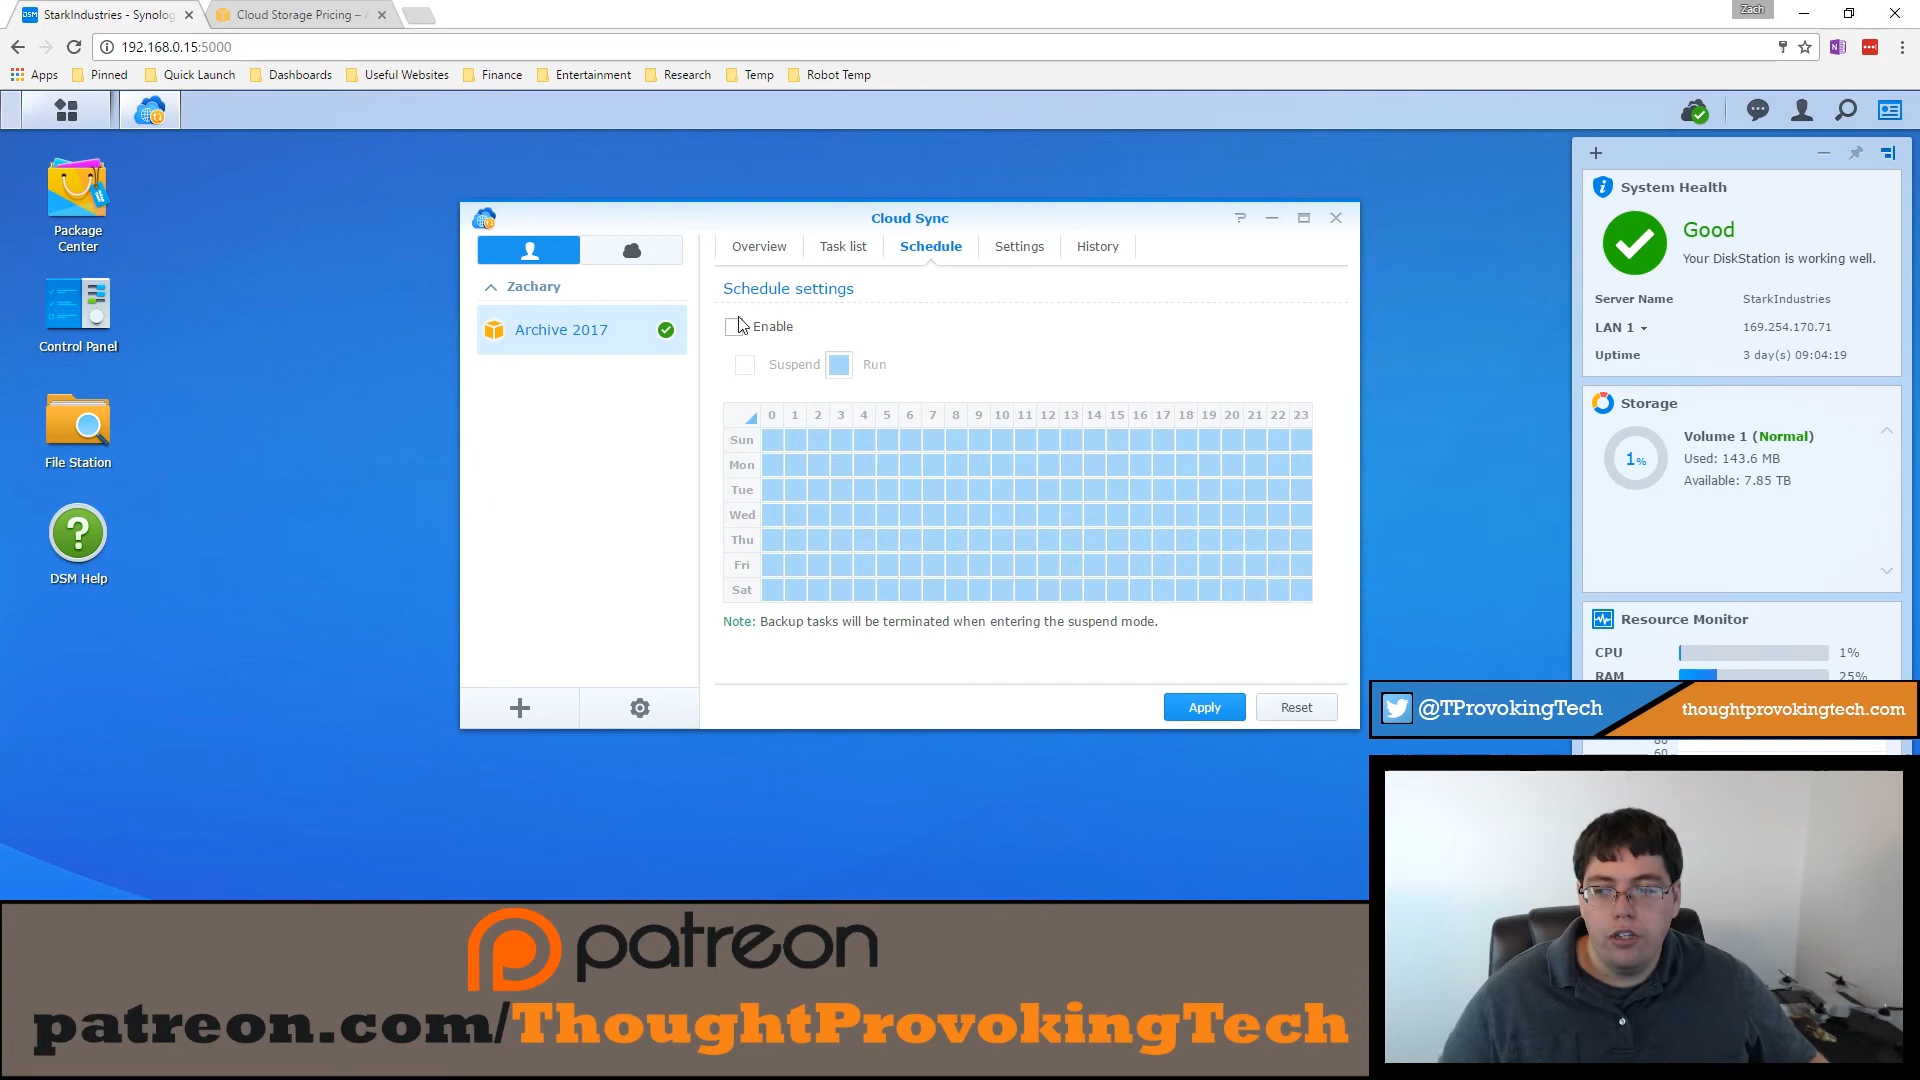 StarkIndustries - Synolog
Cloud Storage Pricing –
Zach
192.168.0.15:5000
Apps
Pinned
Quick Launch
Dashboards
Useful Websites
Finance
Entertainment
Research
Temp
Robot Temp
Package
Center
Control Panel
File Station
DSM Help
Cloud Sync
Zachary
Archive 2017
Overview
Task list
Schedule
Settings
History
Schedule settings
Enable
Suspend
Run
0 1 2 3 4 5 6 7 8 9 10 11 12 13 14 15 16 17 18 19 20 21 22 23
Sun
Mon
Tue
Wed
Thu
Fri
Sat
Note: Backup tasks will be terminated when entering the suspend mode.
Apply
Reset
System Health
Good
Your DiskStation is working well.
Server Name StarkIndustries
LAN 1 169.254.170.71
Uptime 3 day(s) 09:04:19
Storage
1%
Volume 1 (Normal)
Used: 143.6 MB
Available: 7.85 TB
Resource Monitor
CPU 1%
RAM 25%
@TProvokingTech
thoughtprovokingtech.com
80
60
patreon
patreon.com/ThoughtProvokingTech